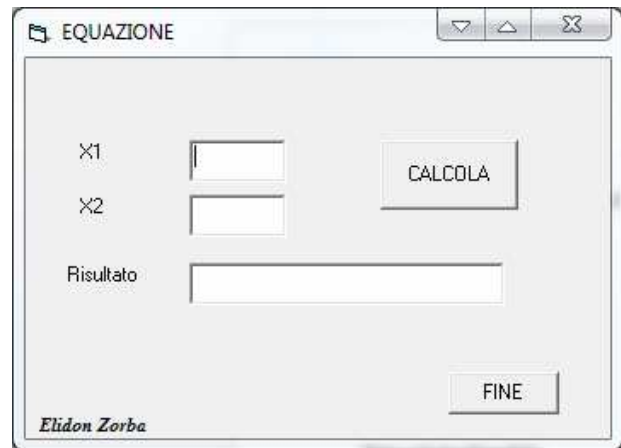 EQUAZIONE
X1
CALCOLA
X2
Risultato
FINE
Elidon Zorba